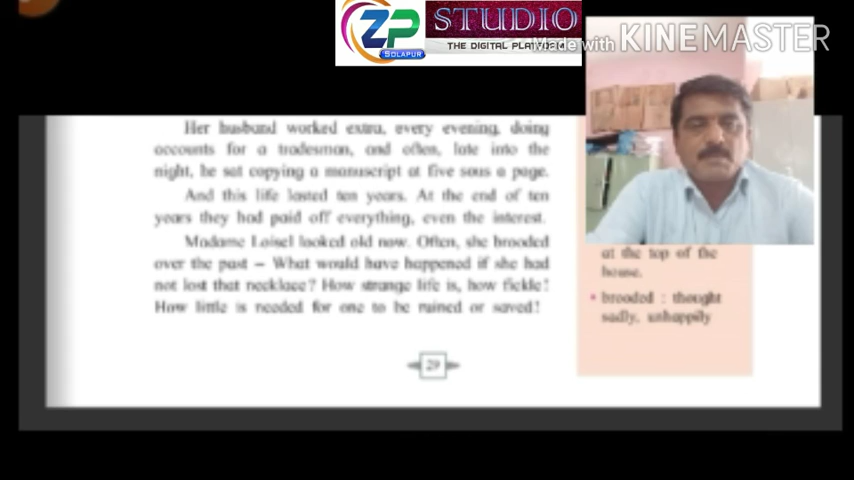 ZP
SOLAPUR
STUDIO
THE DIGITAL PLATFORM
Made with KINEMASTER
Her husband worked extra, every evening, doing
accounts for a tradesman, and often, late into the
night, he sat copying a manuscript at five sous a page.
And this life lasted ten years. At the end of ten
years they had paid off everything, even the interest.
Madame Loisel looked old now. Often, she brooded
over the past – What would have happened if she had
not lost that necklace? How strange life is, how fickle!
How little is needed for one to be ruined or saved!
at the top of the
house.
• brooded : thought
sadly, unhappily
29